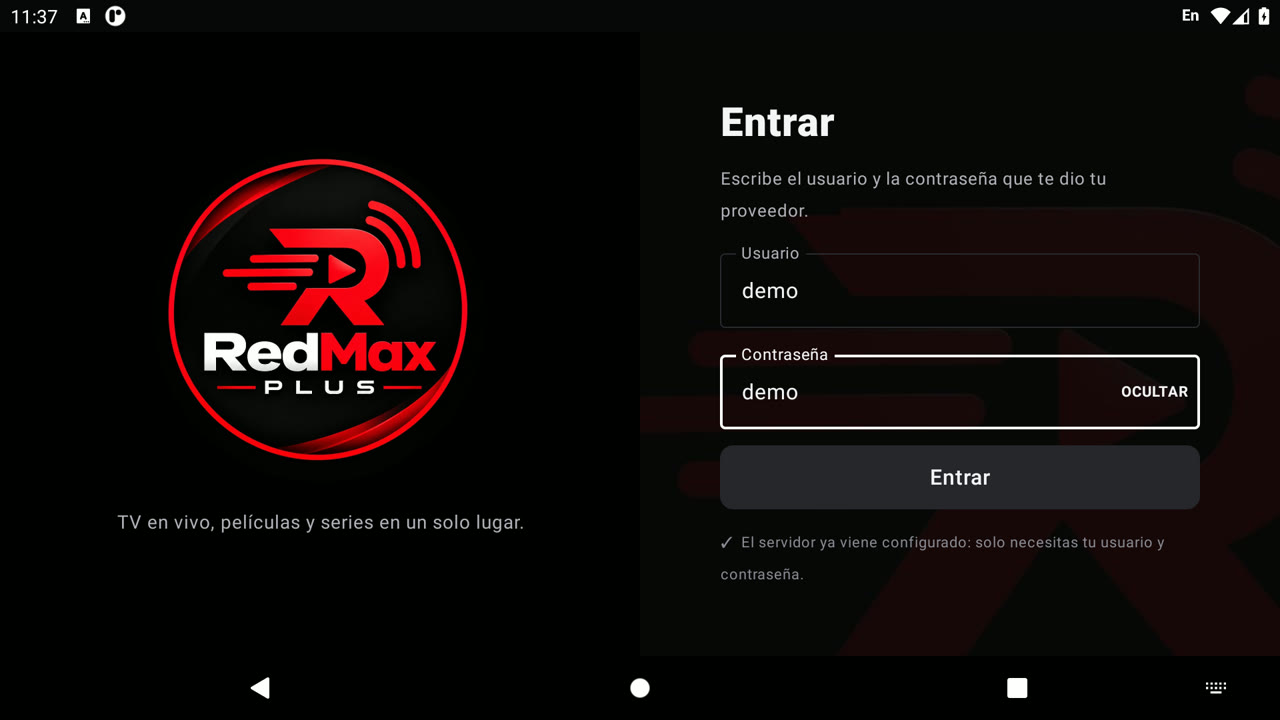 11:37
En
RedMax
PLUS
TV en vivo, películas y series en un solo lugar.
Entrar
Escribe el usuario y la contraseña que te dio tu
proveedor.
Usuario
demo
Contraseña
demo
OCULTAR
Entrar
✓ El servidor ya viene configurado: solo necesitas tu usuario y
contraseña.